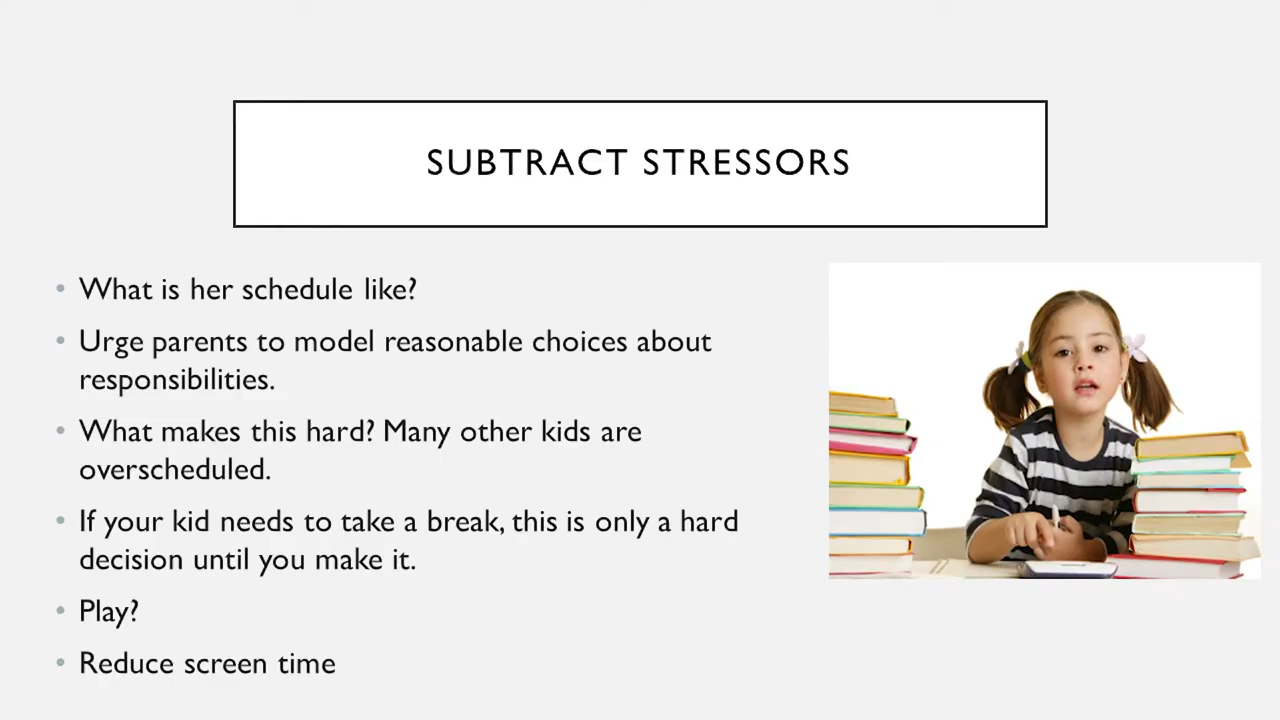 SUBTRACT STRESSORS
• What is her schedule like?
• Urge parents to model reasonable choices about
responsibilities.
• What makes this hard? Many other kids are
overscheduled.
• If your kid needs to take a break, this is only a hard
decision until you make it.
• Play?
• Reduce screen time